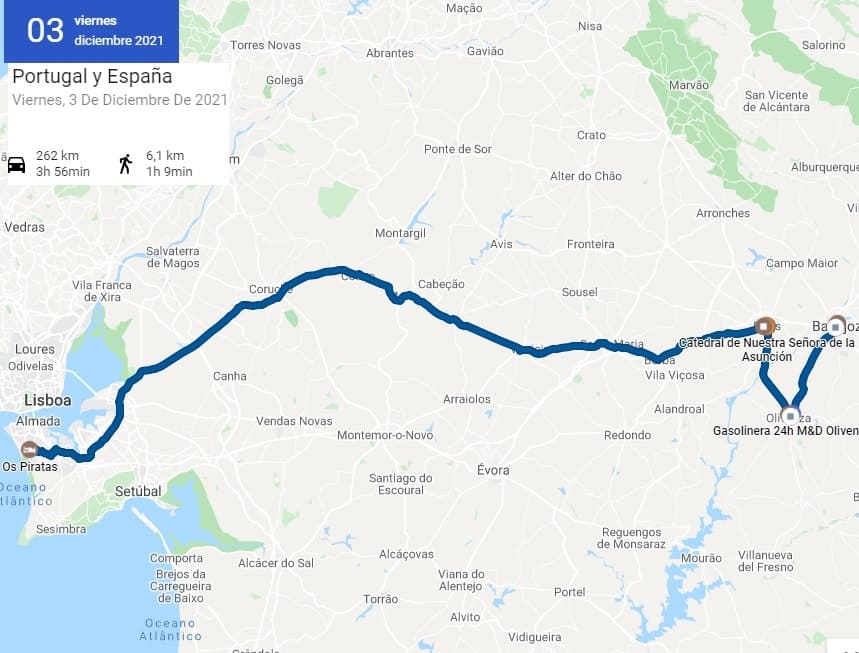 03
viernes
diciembre 2021
Portugal y España
Viernes, 3 De Diciembre De 2021
262 km
3h 56min
6,1 km
1h 9min
Mação
Nisa
Salorino
Torres Novas
Abrantes
Gavião
Golegã
Marvão
San Vicente
de Alcántara
Crato
Ponte de Sor
Alburquerque
Alter do Chão
Arronches
Vedras
Montargil
Salvaterra
de Magos
Avis
Fronteira
Campo Maior
Vila Franca
de Xira
Cabeção
Sousel
Loures
Odivelas
Catedral de Nuestra Señora de la
Asunción
Canha
Vila Viçosa
Lisboa
Arraiolos
Almada
Alandroal
Vendas Novas
Gasolinera 24h M&D Oliven
Montemor-o-Novo
Redondo
Os Piratas
Évora
Oceano
Atlântico
Setúbal
Santiago do
Escoural
Sesimbra
Reguengos
de Monsaraz
Comporta
Alcáçovas
Mourão
Villanueva
del Fresno
Alcácer do Sal
Brejos da
Carregueira
de Baixo
Viana do
Alentejo
Torrão
Portel
Alvito
Oceano
Atlântico
Vidigueira